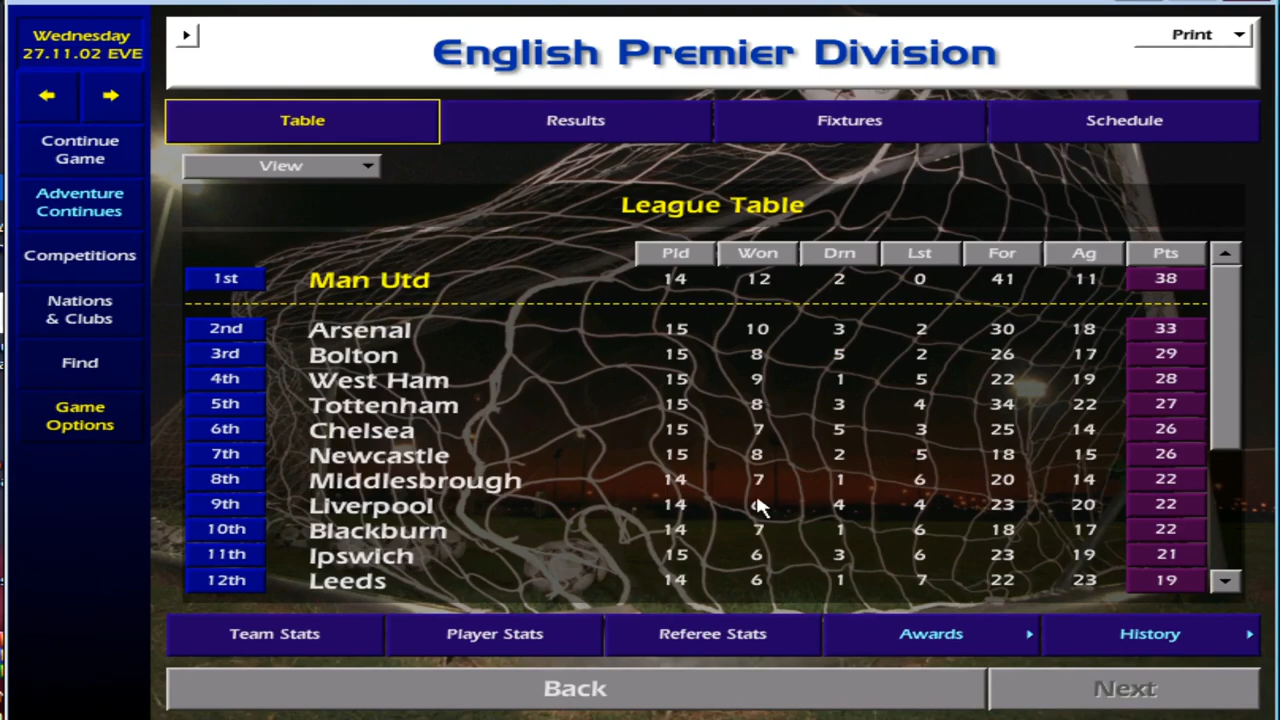 Wednesday
27.11.02 EVE
Continue
Game
Adventure
Continues
Competitions
Nations
& Clubs
Find
Game
Options
English Premier Division
Print
Table Results Fixtures Schedule
View
League Table
Pld Won Drn Lst For Ag Pts
1st Man Utd 14 12 2 0 41 11 38
2nd Arsenal 15 10 3 2 30 18 33
3rd Bolton 15 8 5 2 26 17 29
4th West Ham 15 9 1 5 22 19 28
5th Tottenham 15 8 3 4 34 22 27
6th Chelsea 15 7 5 3 25 14 26
7th Newcastle 15 8 2 5 18 15 26
8th Middlesbrough 14 7 1 6 20 14 22
9th Liverpool 14 4 4 23 20 22
10th Blackburn 14 7 1 6 18 17 22
11th Ipswich 15 6 3 6 23 19 21
12th Leeds 14 6 1 7 22 23 19
Team Stats Player Stats Referee Stats Awards History
Back Next